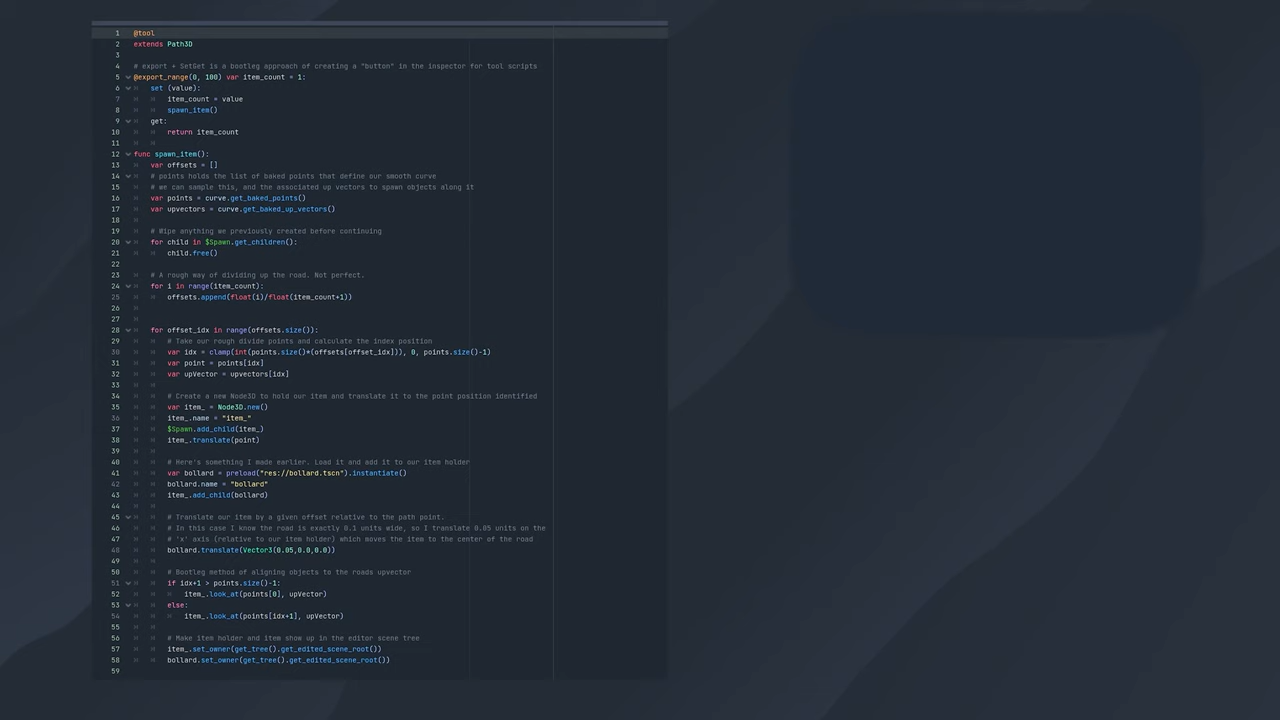 1 @tool
2 extends Path3D
3
4 # export + SetGet is a bootleg approach of creating a "button" in the inspector for tool scripts
5 @export_range(0, 100) var item_count = 1:
6 set (value):
7 item_count = value
8 spawn_item()
9 get:
10 return item_count
11
12 func spawn_item():
13 var offsets = []
14 # points holds the list of baked points that define our smooth curve
15 # we can sample this, and the associated up vectors to spawn objects along it
16 var points = curve.get_baked_points()
17 var upvectors = curve.get_baked_up_vectors()
18
19 # Wipe anything we previously created before continuing
20 for child in $Spawn.get_children():
21 child.free()
22
23 # A rough way of dividing up the road. Not perfect.
24 for i in range(item_count):
25 offsets.append(float(i)/float(item_count+1))
26
27
28 for offset_idx in range(offsets.size()):
29 # Take our rough divide points and calculate the index position
30 var idx = clamp(int(points.size()*(offsets[offset_idx])), 0, points.size()-1)
31 var point = points[idx]
32 var upVector = upvectors[idx]
33
34 # Create a new Node3D to hold our item and translate it to the point position identified
35 var item_ = Node3D.new()
36 item_.name = "item_"
37 $Spawn.add_child(item_)
38 item_.translate(point)
39
40 # Here's something I made earlier. Load it and add it to our item holder
41 var bollard = preload("res://bollard.tscn").instantiate()
42 bollard.name = "bollard"
43 item_.add_child(bollard)
44
45 # Translate our item by a given offset relative to the path point.
46 # In this case I know the road is exactly 0.1 units wide, so I translate 0.05 units on the
47 # 'x' axis (relative to our item holder) which moves the item to the center of the road
48 bollard.translate(Vector3(0.05,0.0,0.0))
49
50 # Bootleg method of aligning objects to the roads upvector
51 if idx+1 > points.size()-1:
52 item_.look_at(points[0], upVector)
53 else:
54 item_.look_at(points[idx+1], upVector)
55
56 # Make item holder and item show up in the editor scene tree
57 item_.set_owner(get_tree().get_edited_scene_root())
58 bollard.set_owner(get_tree().get_edited_scene_root())
59